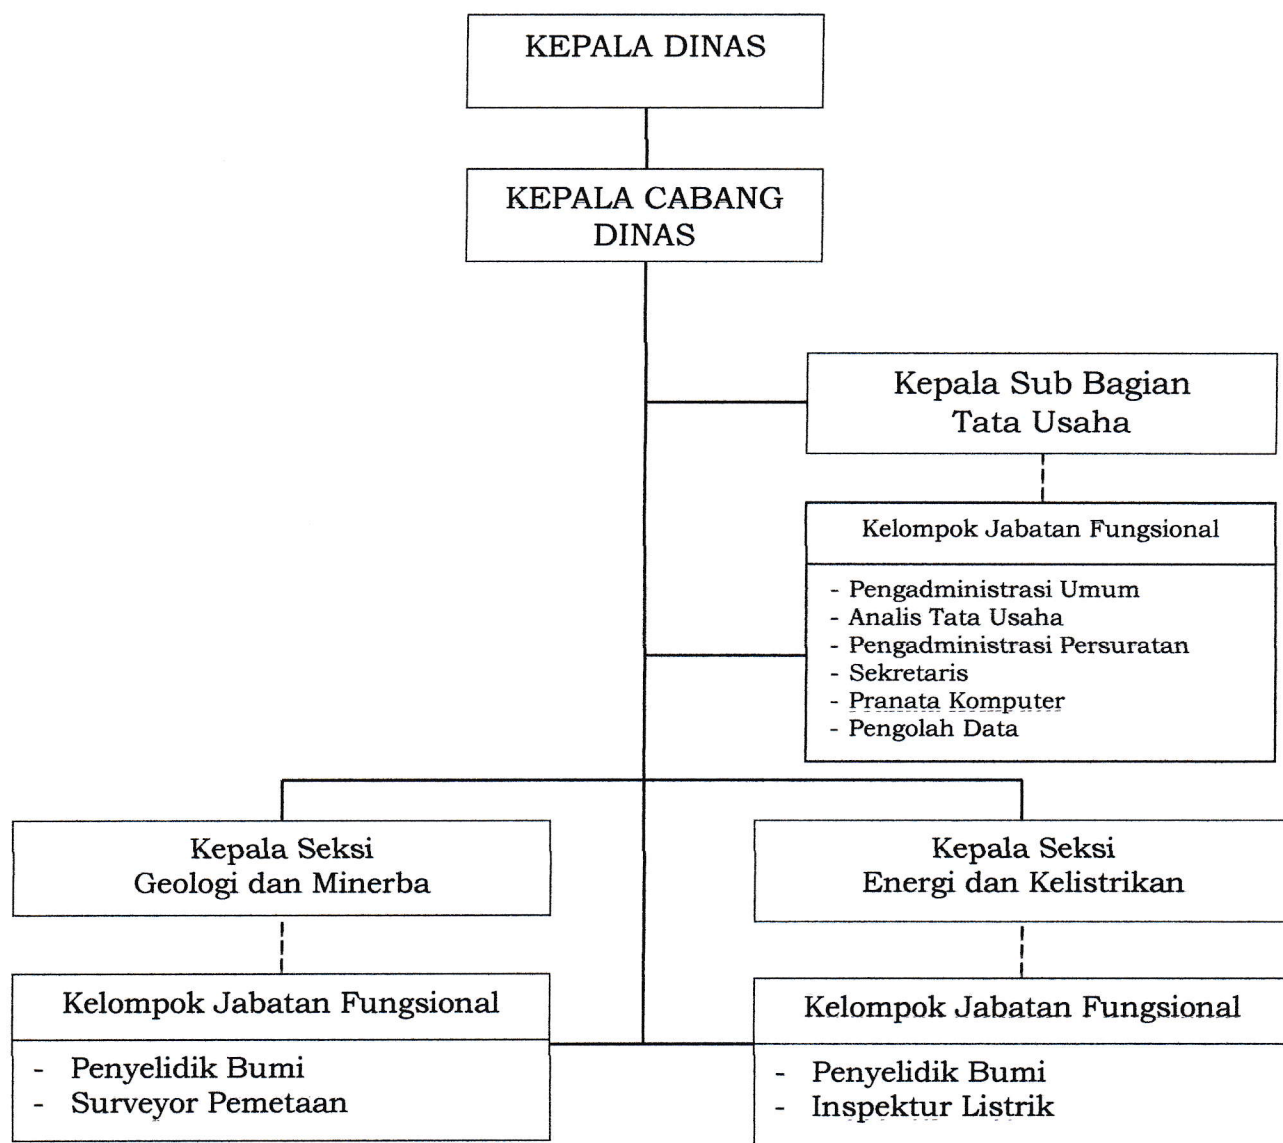 KEPALA DINAS
KEPALA CABANG
DINAS
Kepala Sub Bagian
Tata Usaha
Kelompok Jabatan Fungsional
- Pengadministrasi Umum
- Analis Tata Usaha
- Pengadministrasi Persuratan
- Sekretaris
- Pranata Komputer
- Pengolah Data
Kepala Seksi
Geologi dan Minerba
Kelompok Jabatan Fungsional
- Penyelidik Bumi
- Surveyor Pemetaan
Kepala Seksi
Energi dan Kelistrikan
Kelompok Jabatan Fungsional
- Penyelidik Bumi
- Inspektur Listrik